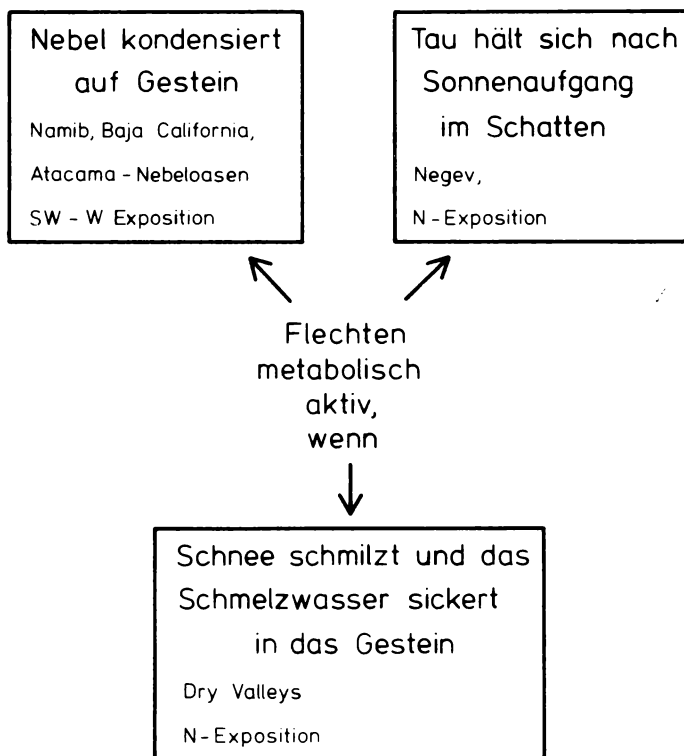 Nebel kondensiert
auf Gestein
Namib, Baja California,
Atacama - Nebeloasen
SW - W Exposition
Tau hält sich nach
Sonnenaufgang
im Schatten
Negev,
N - Exposition
Flechten
metabolisch
aktiv,
wenn
Schnee schmilzt und das
Schmelzwasser sickert
in das Gestein
Dry Valleys
N - Exposition